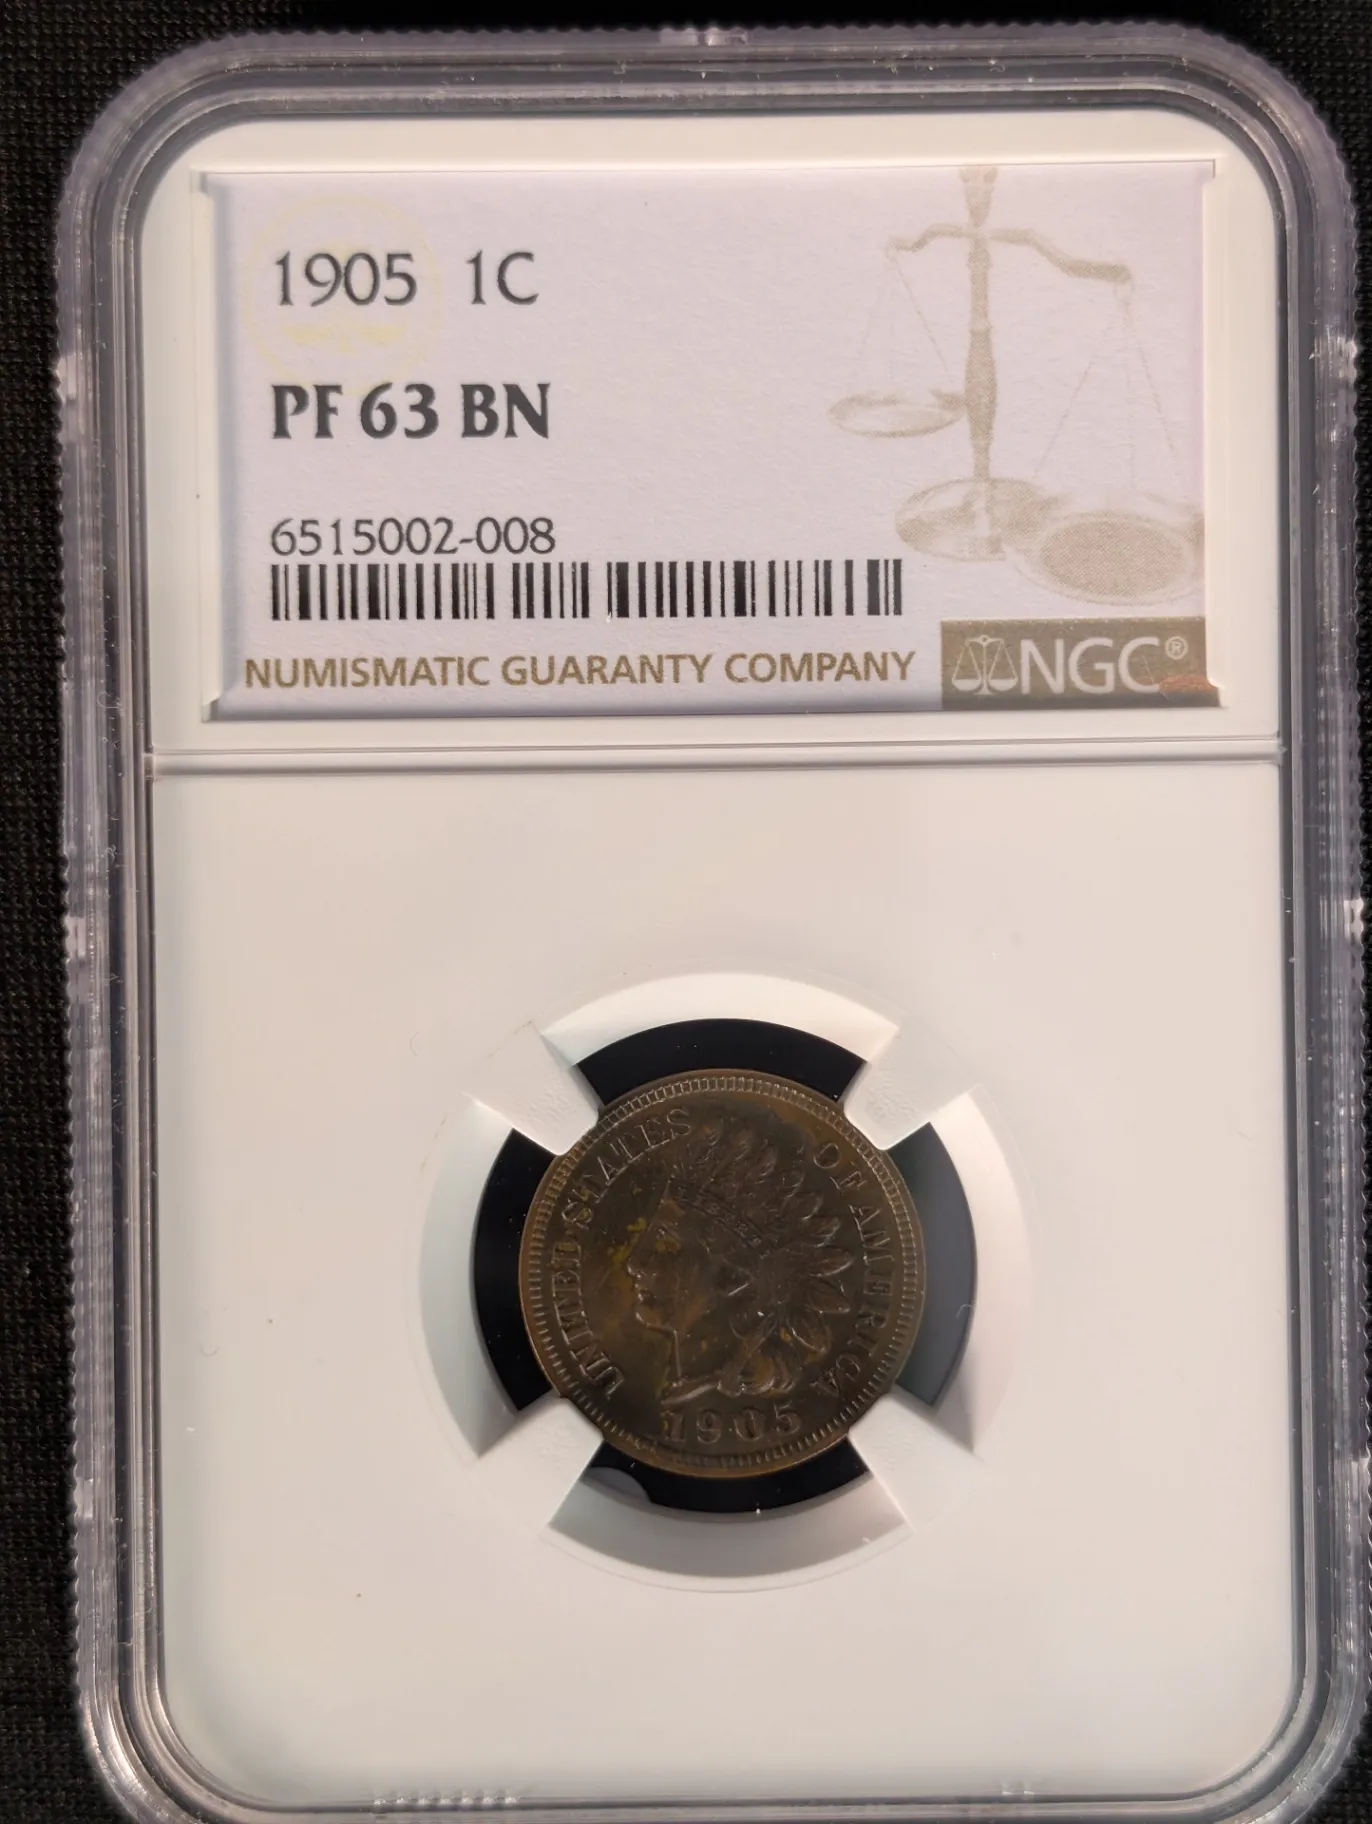 1905 1C
PF 63 BN
6515002-008
NUMISMATIC GUARANTY COMPANY NGC®
UNITED STATES OF AMERICA
1905